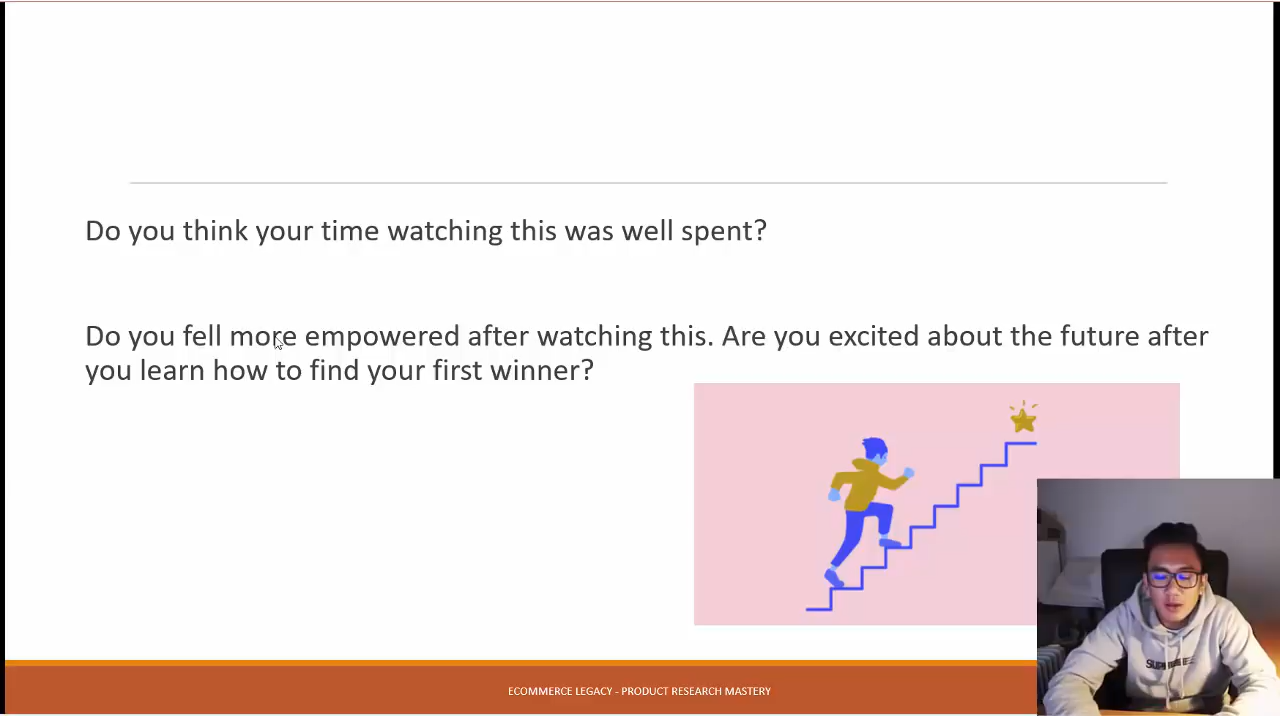 Do you think your time watching this was well spent?
Do you fell more empowered after watching this. Are you excited about the future after
you learn how to find your first winner?
ECOMMERCE LEGACY - PRODUCT RESEARCH MASTERY